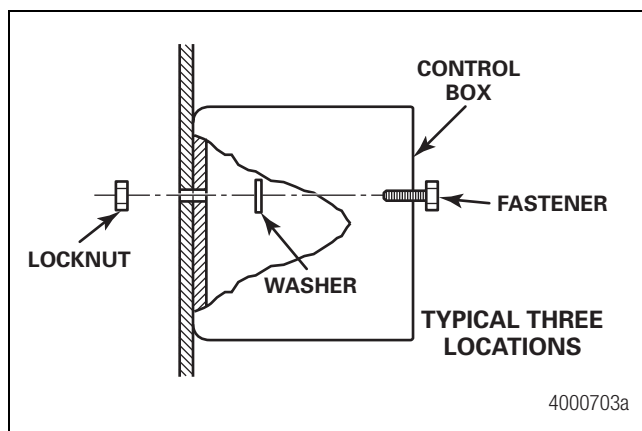 CONTROL
BOX
FASTENER
LOCKNUT
WASHER
TYPICAL THREE
LOCATIONS
4000703a